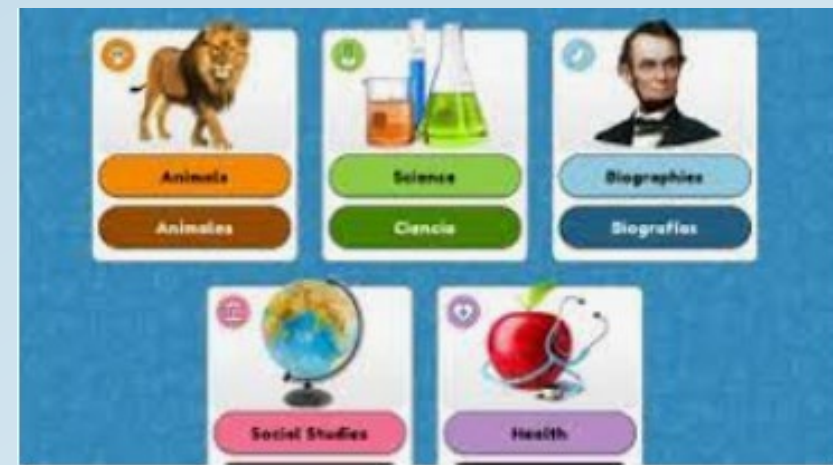 Animals
Science
Biographies
Animales
Ciencia
Biografías
Social Studies
Health